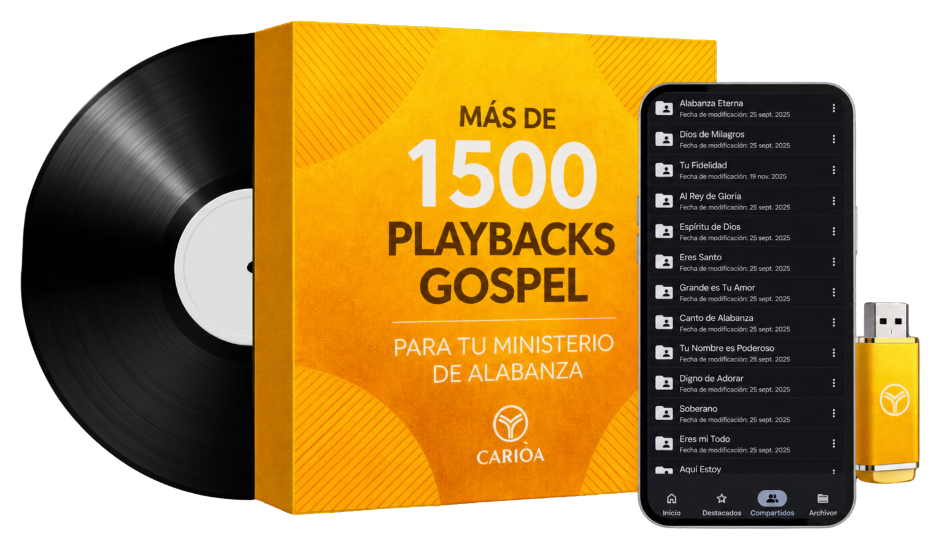 MÁS DE
1500
PLAYBACKS
GOSPEL
PARA TU MINISTERIO
DE ALABANZA
CARIÒA
Alabanza Eterna
Fecha de modificación: 25 sept. 2025
Dios de Milagros
Fecha de modificación: 25 sept. 2025
Tu Fidelidad
Fecha de modificación: 19 nov. 2025
Al Rey de Gloria
Fecha de modificación: 25 sept. 2025
Espíritu de Dios
Fecha de modificación: 25 sept. 2025
Eres Santo
Fecha de modificación: 25 sept. 2025
Grande es Tu Amor
Fecha de modificación: 25 sept. 2025
Canto de Alabanza
Fecha de modificación: 25 sept. 2025
Tu Nombre es Poderoso
Fecha de modificación: 25 sept. 2025
Digno de Adorar
Fecha de modificación: 25 sept. 2025
Soberano
Fecha de modificación: 25 sept. 2025
Eres mi Todo
Fecha de modificación: 25 sept. 2025
Aquí Estoy
Inicio Destacados Compartidos Archivos